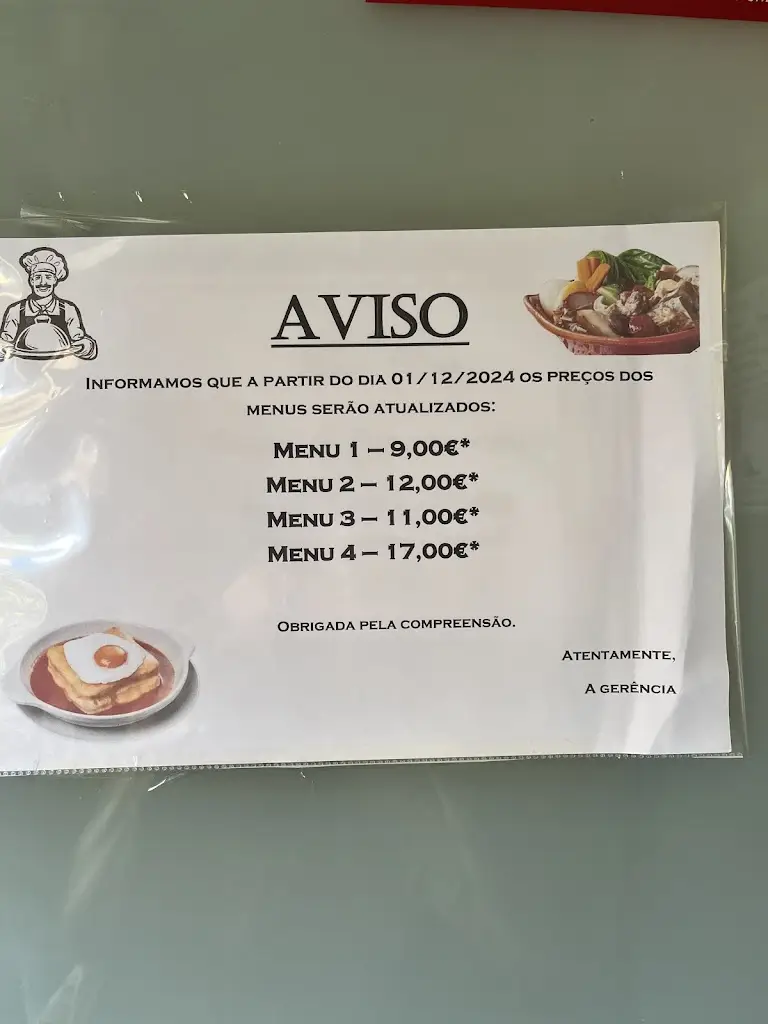 AVISO
Informamos que a partir do dia 01/12/2024 os preços dos
menus serão atualizados:
Menu 1 – 9,00€*
Menu 2 – 12,00€*
Menu 3 – 11,00€*
Menu 4 – 17,00€*
Obrigada pela compreensão.
Atentamente,
A gerência